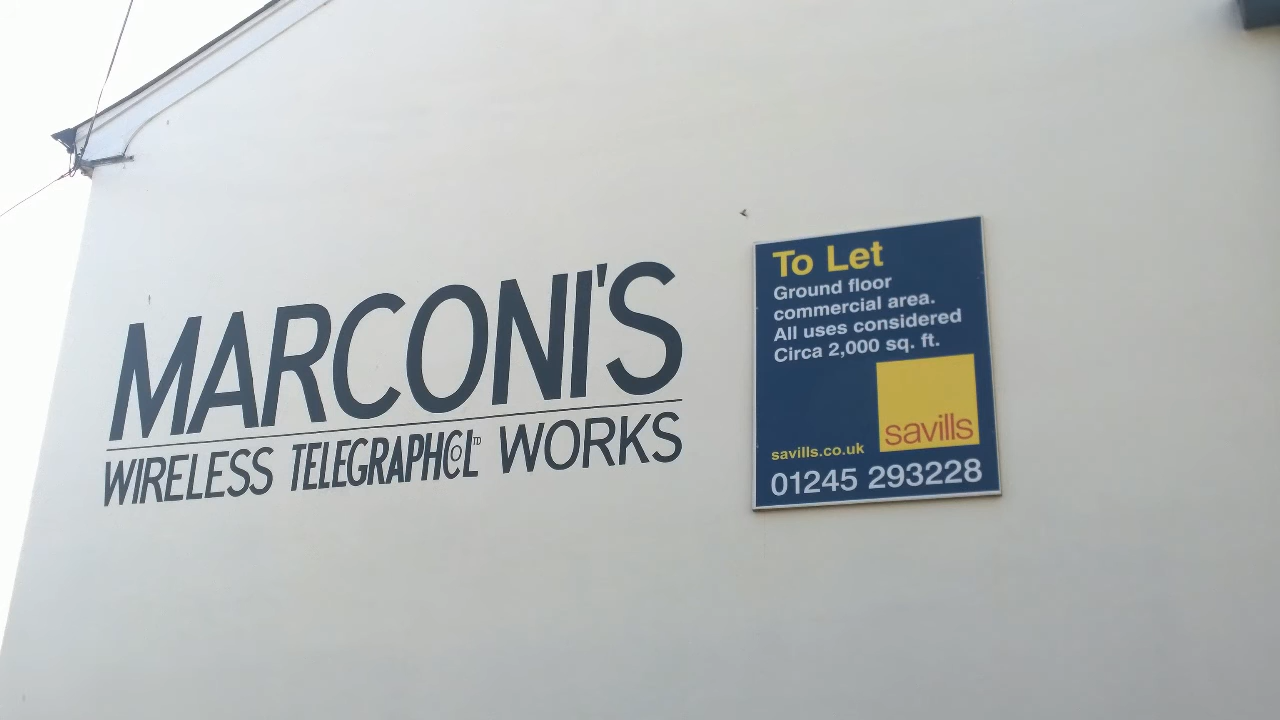 MARCONI'S
WIRELESS TELEGRAPH CO LTD WORKS
To Let
Ground floor
commercial area.
All uses considered
Circa 2,000 sq. ft.
savills
savills.co.uk
01245 293228